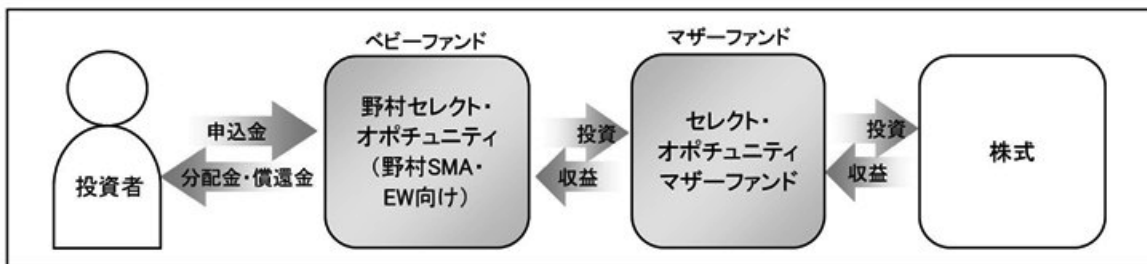 ベビーファンド
マザーファンド
投資者
申込金
分配金・償還金
野村セレクト・
オポチュニティ
(野村SMA・
EW向け)
投資
収益
セレクト・
オポチュニティ
マザーファンド
投資
収益
株式